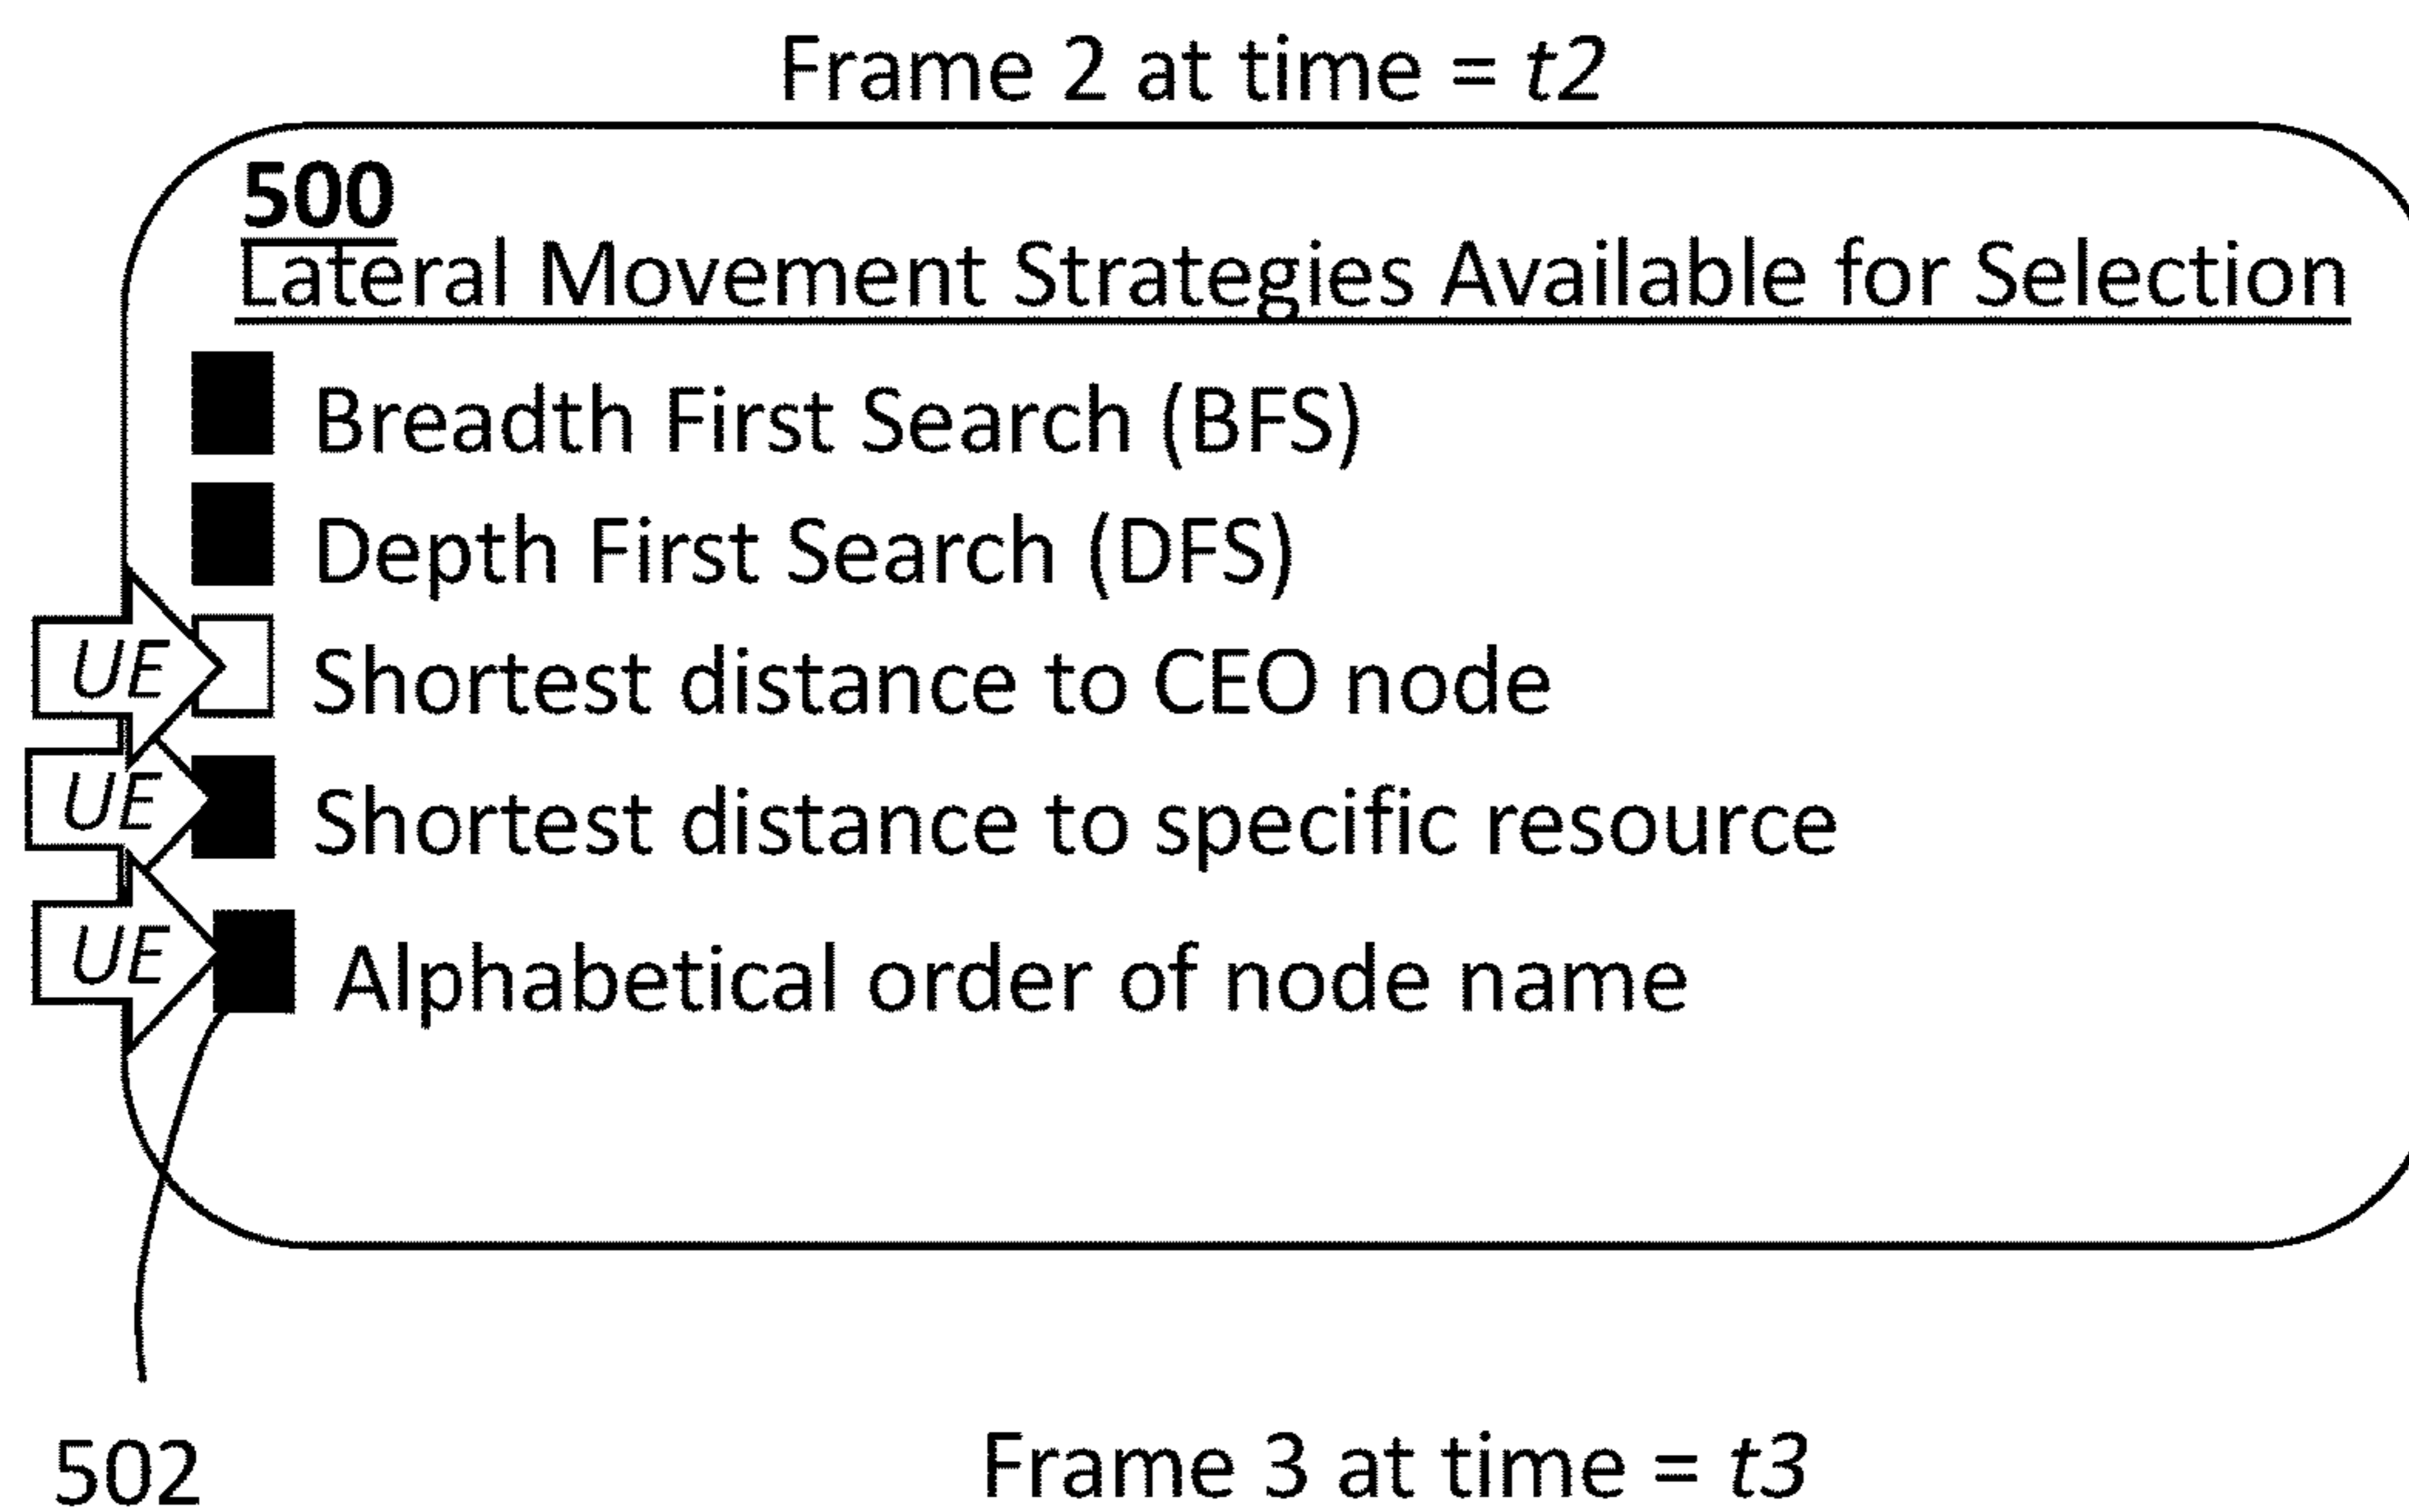 Frame 2 at time = t2
500
Lateral Movement Strategies Available for Selection
Breadth First Search (BFS)
Depth First Search (DFS)
UE Shortest distance to CEO node
UE Shortest distance to specific resource
UE Alphabetical order of node name
502
Frame 3 at time = t3